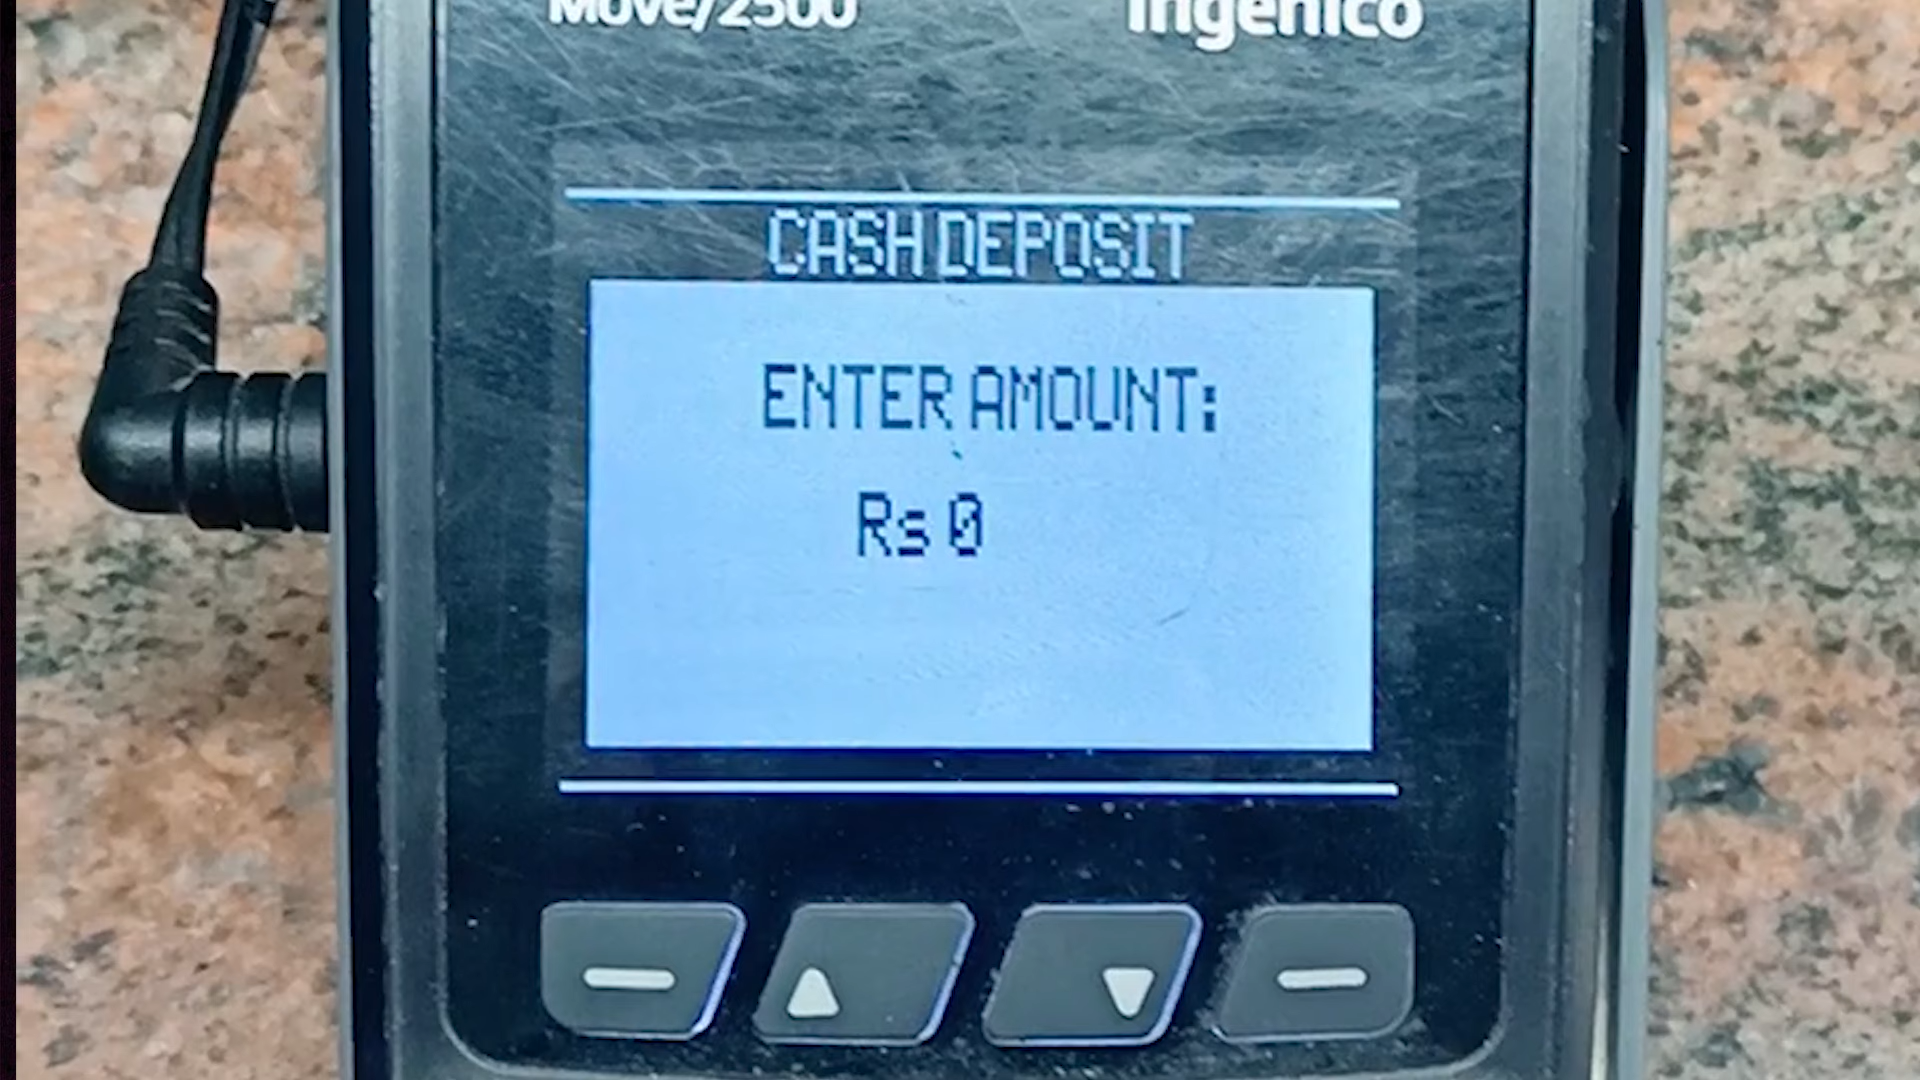 Move/2500
ingenico
CASH DEPOSIT
ENTER AMOUNT:
Rs 0